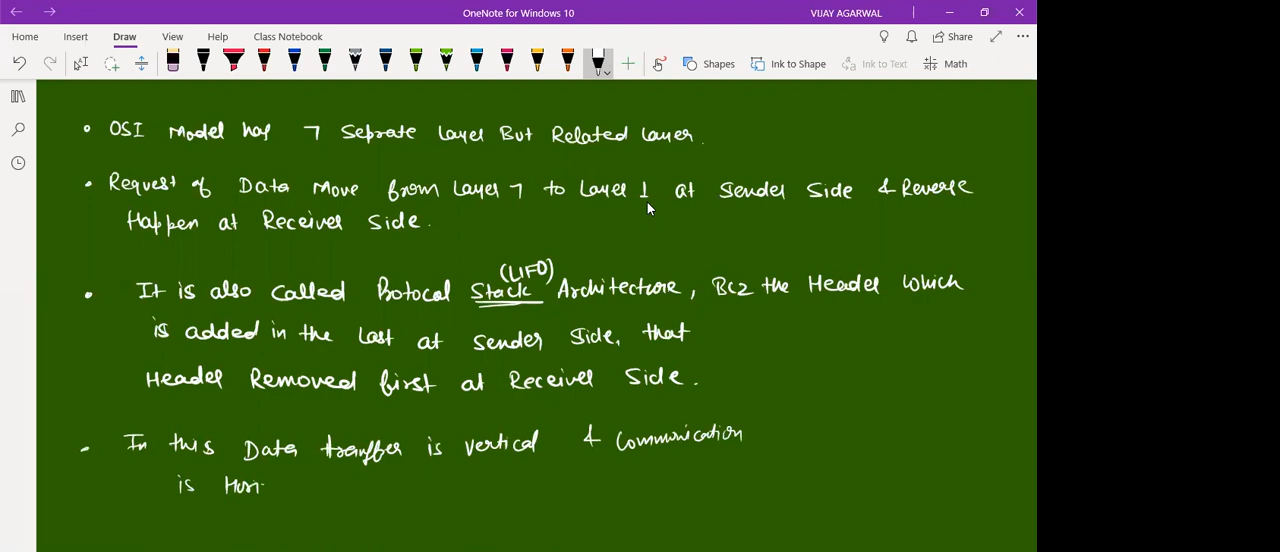 OneNote for Windows 10
VIJAY AGARWAL
Home Insert Draw View Help Class Notebook
Share
Shapes Ink to Shape Ink to Text Math
• OSI Model has 7 Seprate Layer But Related Layer.
• Request of Data Move from Layer 7 to Layer 1 at Sender Side & Reverse
Happen at Receiver Side.
(LIFO)
• It is also Called Protocal Stack Architecture, Bcz the Header which
is added in the Last at Sender Side, that
Header Removed first at Receiver Side.
- In this Data transfer is vertical & Communication
is Hori